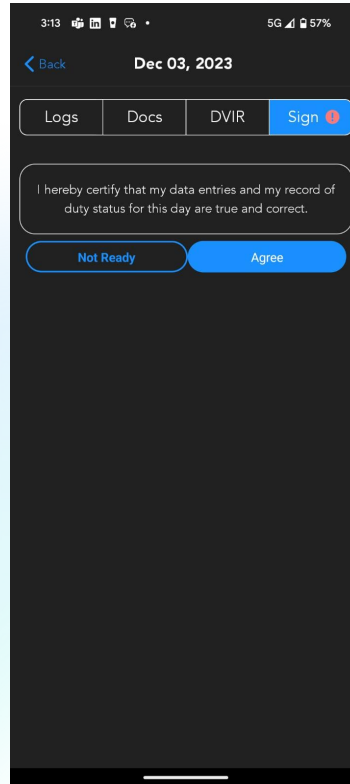 3:13 5G 57%
Back Dec 03, 2023
Logs Docs DVIR Sign
I hereby certify that my data entries and my record of
duty status for this day are true and correct.
Not Ready Agree